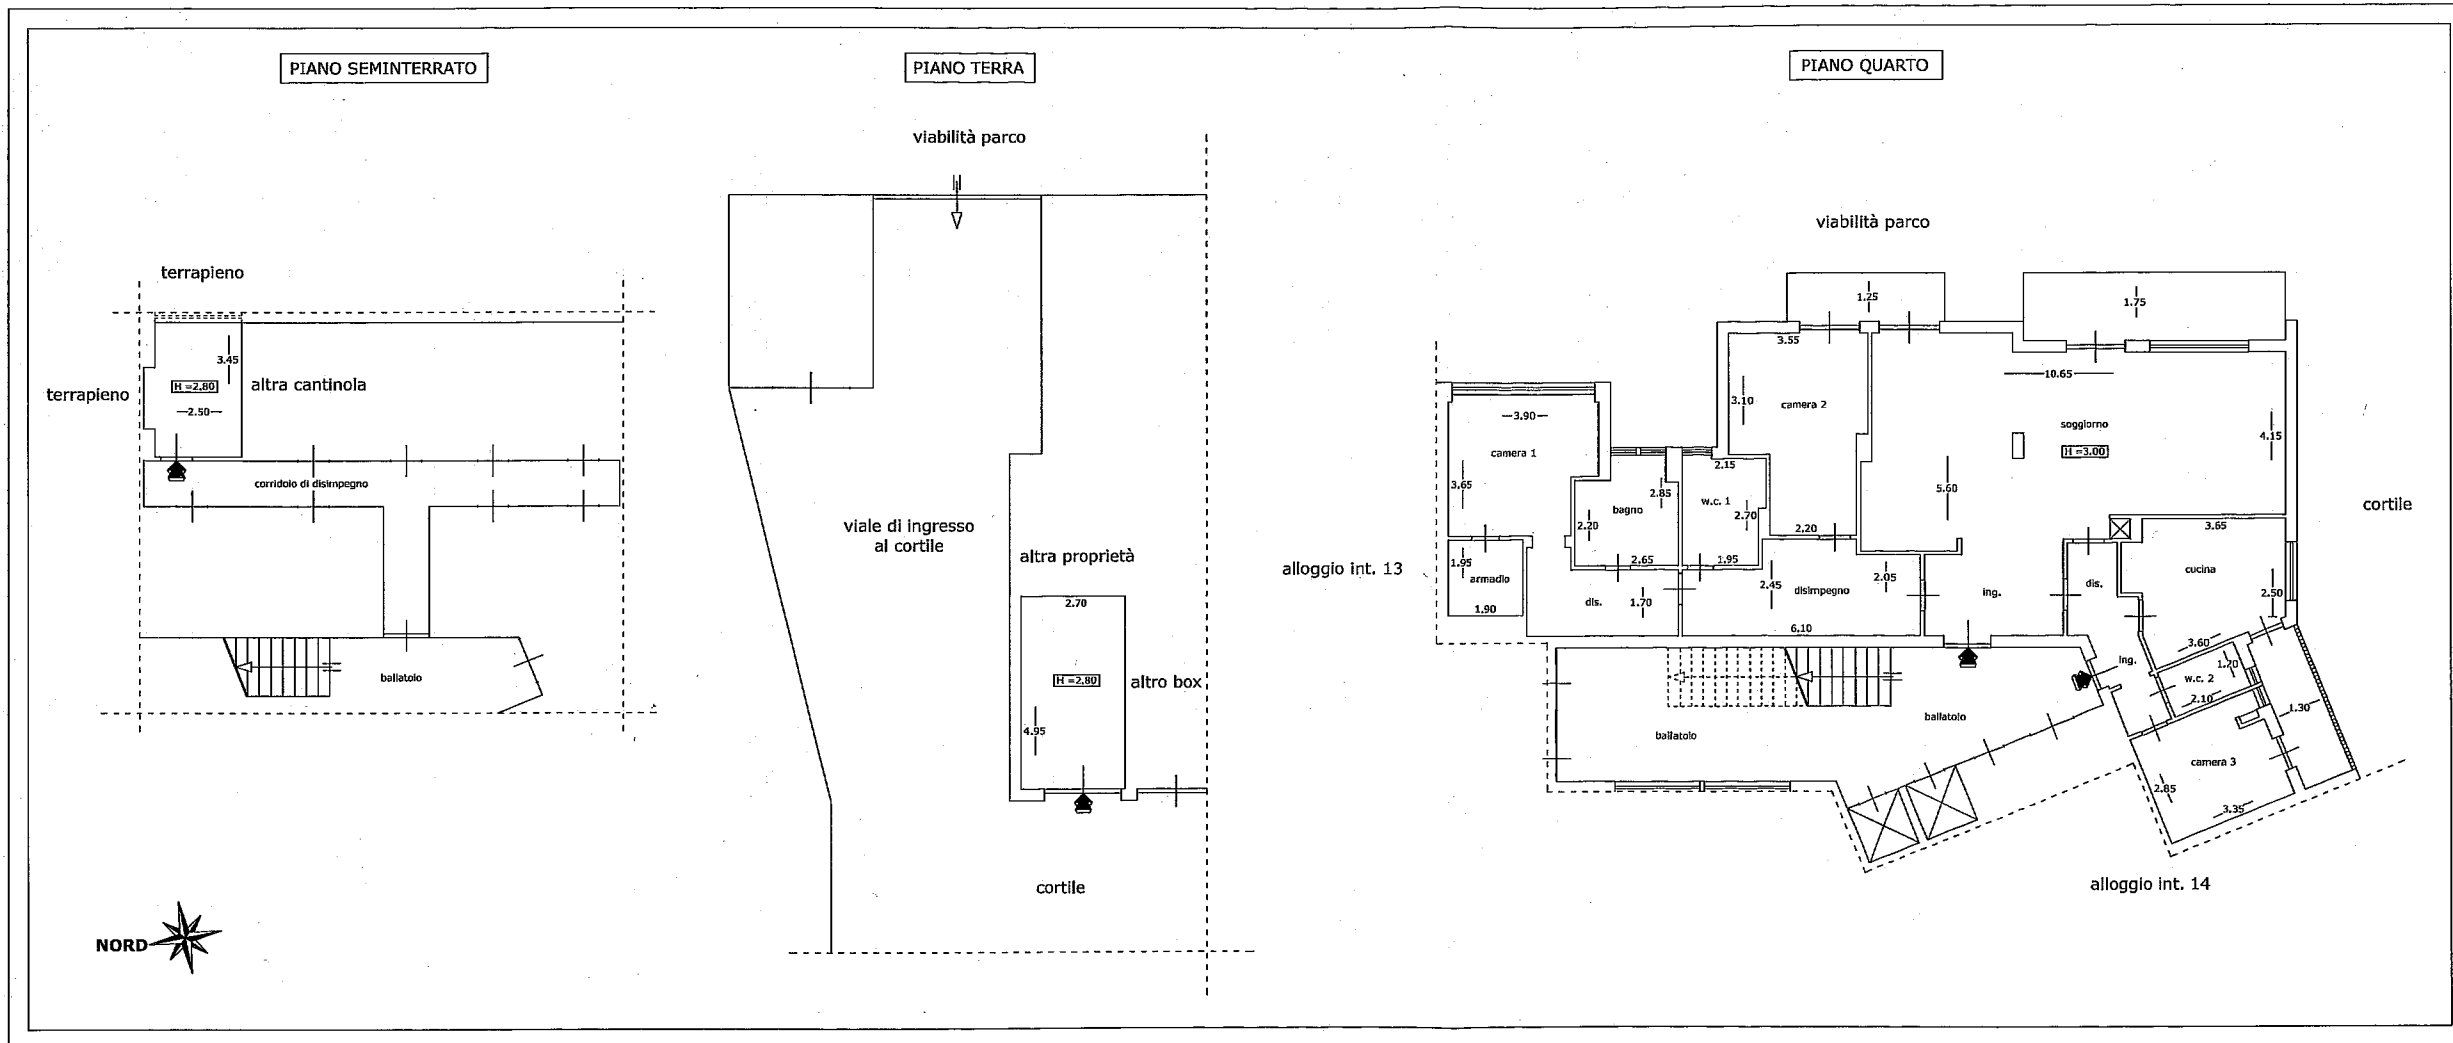 PIANO SEMINTERRATO
terrapieno
terrapieno
3.45
H =2.80
2.50
altra cantinola
corridoio di disimpegno
ballatoio
NORD
PIANO TERRA
viabilità parco
viale di ingresso
al cortile
altra proprietà
2.70
H =2.80
altro box
4.95
cortile
PIANO QUARTO
viabilità parco
1.25
1.75
3.55
10.65
3.10
camera 2
3.90
soggiorno
4.15
H =3.00
camera 1
2.15
3.65
2.85
w.c. 1
5.60
cortile
bagno
2.70
2.20
2.20
3.65
alloggio int. 13
1.95
armadio
2.65
1.95
2.45
2.05
dis.
cucina
disimpegno
ing.
2.50
1.90
dis.
1.70
6.10
3.60
ing.
1.20
w.c. 2
2.10
1.30
ballatoio
ballatoio
camera 3
2.85
3.35
alloggio int. 14